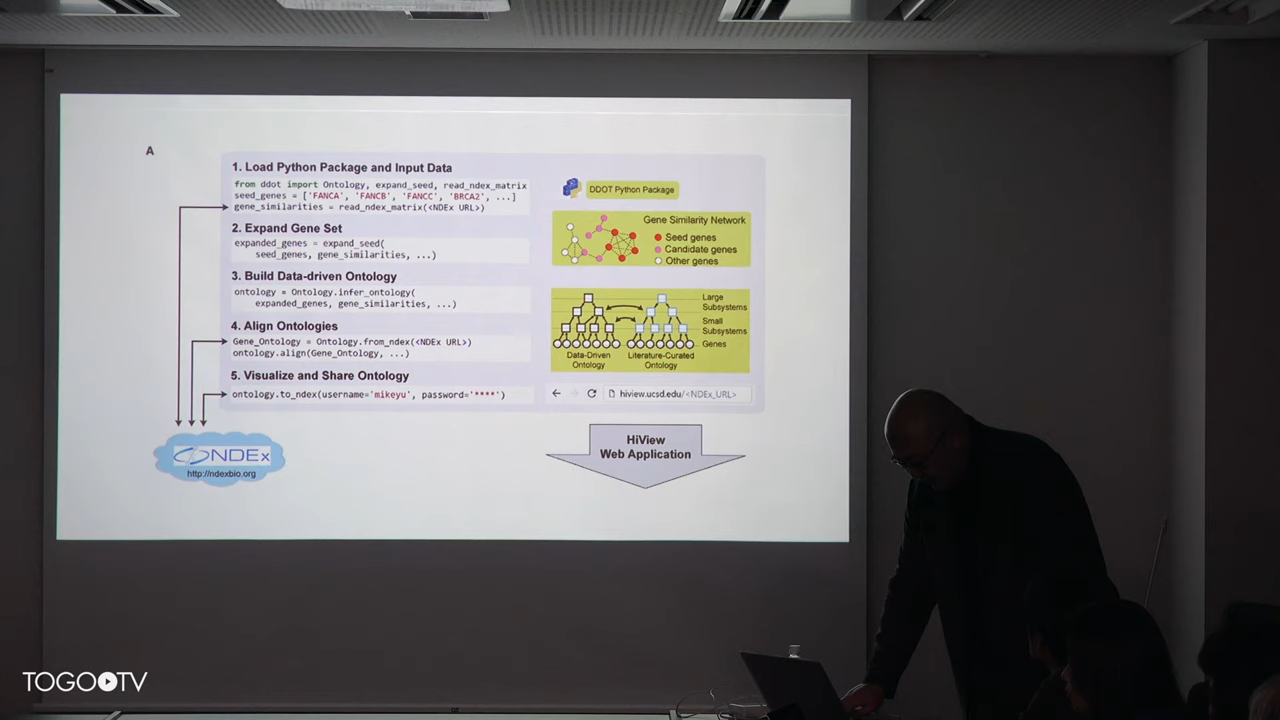 A
1. Load Python Package and Input Data
from ddot import Ontology, expand_seed, read_ndex_matrix
seed_genes = ['FANCA', 'FANCB', 'FANCC', 'BRCA2', ...]
gene_similarities = read_ndex_matrix(<NDEx URL>)
2. Expand Gene Set
expanded_genes = expand_seed(
seed_genes, gene_similarities, ...)
3. Build Data-driven Ontology
ontology = Ontology.infer_ontology(
expanded_genes, gene_similarities, ...)
4. Align Ontologies
Gene_Ontology = Ontology.from_ndex(<NDEx URL>)
ontology.align(Gene_Ontology, ...)
5. Visualize and Share Ontology
ontology.to_ndex(username='mikeyu', password='****')
DDOT Python Package
Gene Similarity Network
Seed genes
Candidate genes
Other genes
Large
Subsystems
Small
Subsystems
Genes
Data-Driven
Ontology
Literature-Curated
Ontology
hiview.ucsd.edu/<NDEx_URL>
HiView
Web Application
NDEx
http://ndexbio.org
TOGOTV